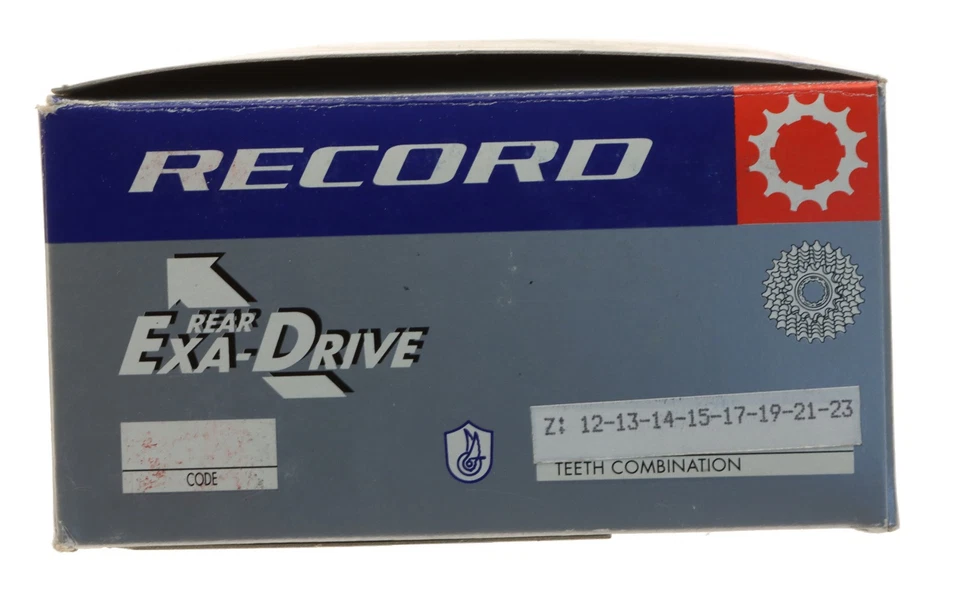 RECORD
REAR
EXA-DRIVE
Z: 12-13-14-15-17-19-21-23
TEETH COMBINATION
CODE